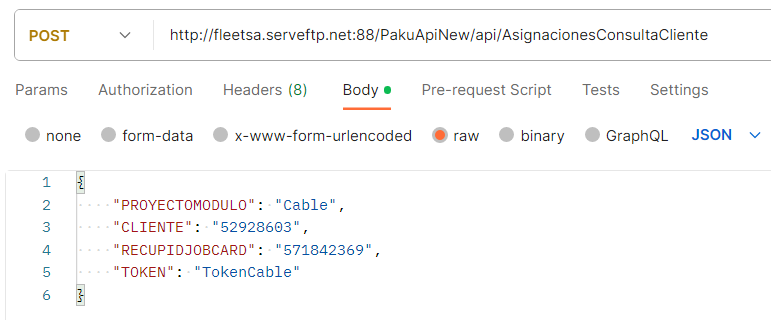 POST http://fleetsa.serveftp.net:88/PakuApiNew/api/AsignacionesConsultaCliente
Params Authorization Headers (8) Body Pre-request Script Tests Settings
none form-data x-www-form-urlencoded raw binary GraphQL JSON
1 {
2 "PROYECTOMODULO": "Cable",
3 "CLIENTE": "52928603",
4 "RECUPIDJOBCARD": "571842369",
5 "TOKEN": "TokenCable"
6 }